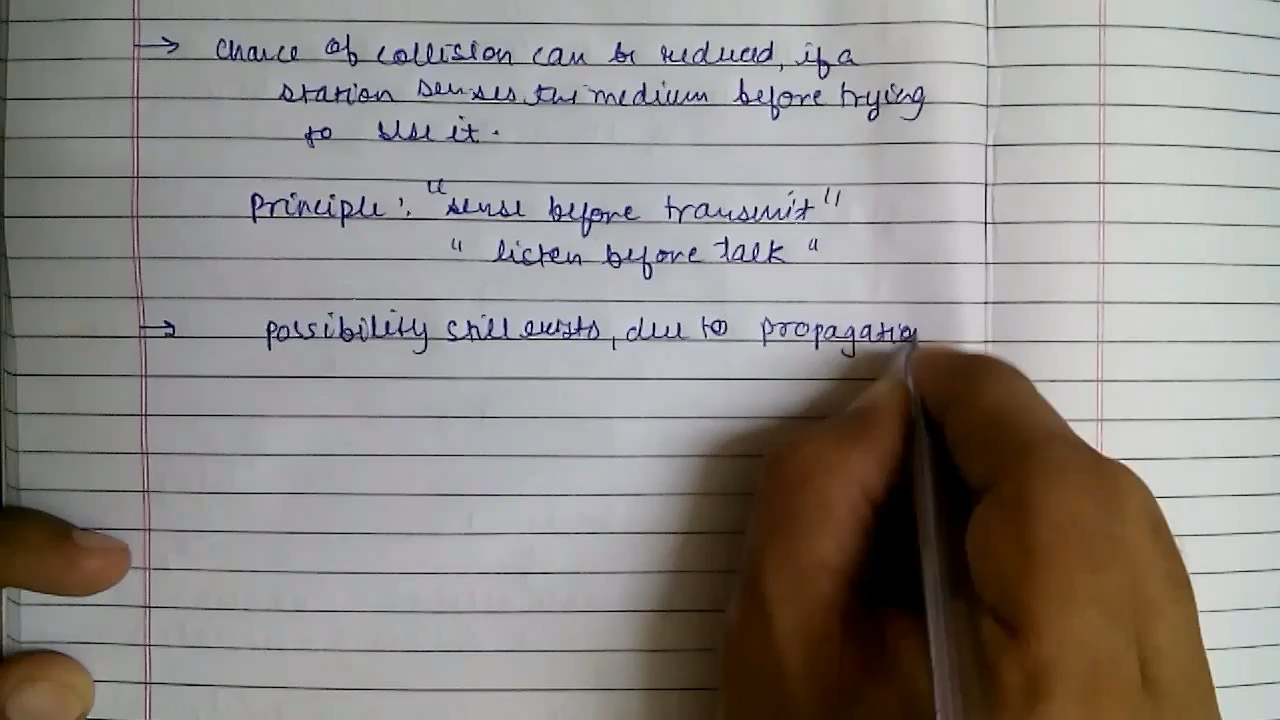 → chance of collision can be reduced, if a
station senses the medium before trying
to use it.
principle: "sense before transmit"
" listen before talk "
→ possibility still exists, due to propagatio